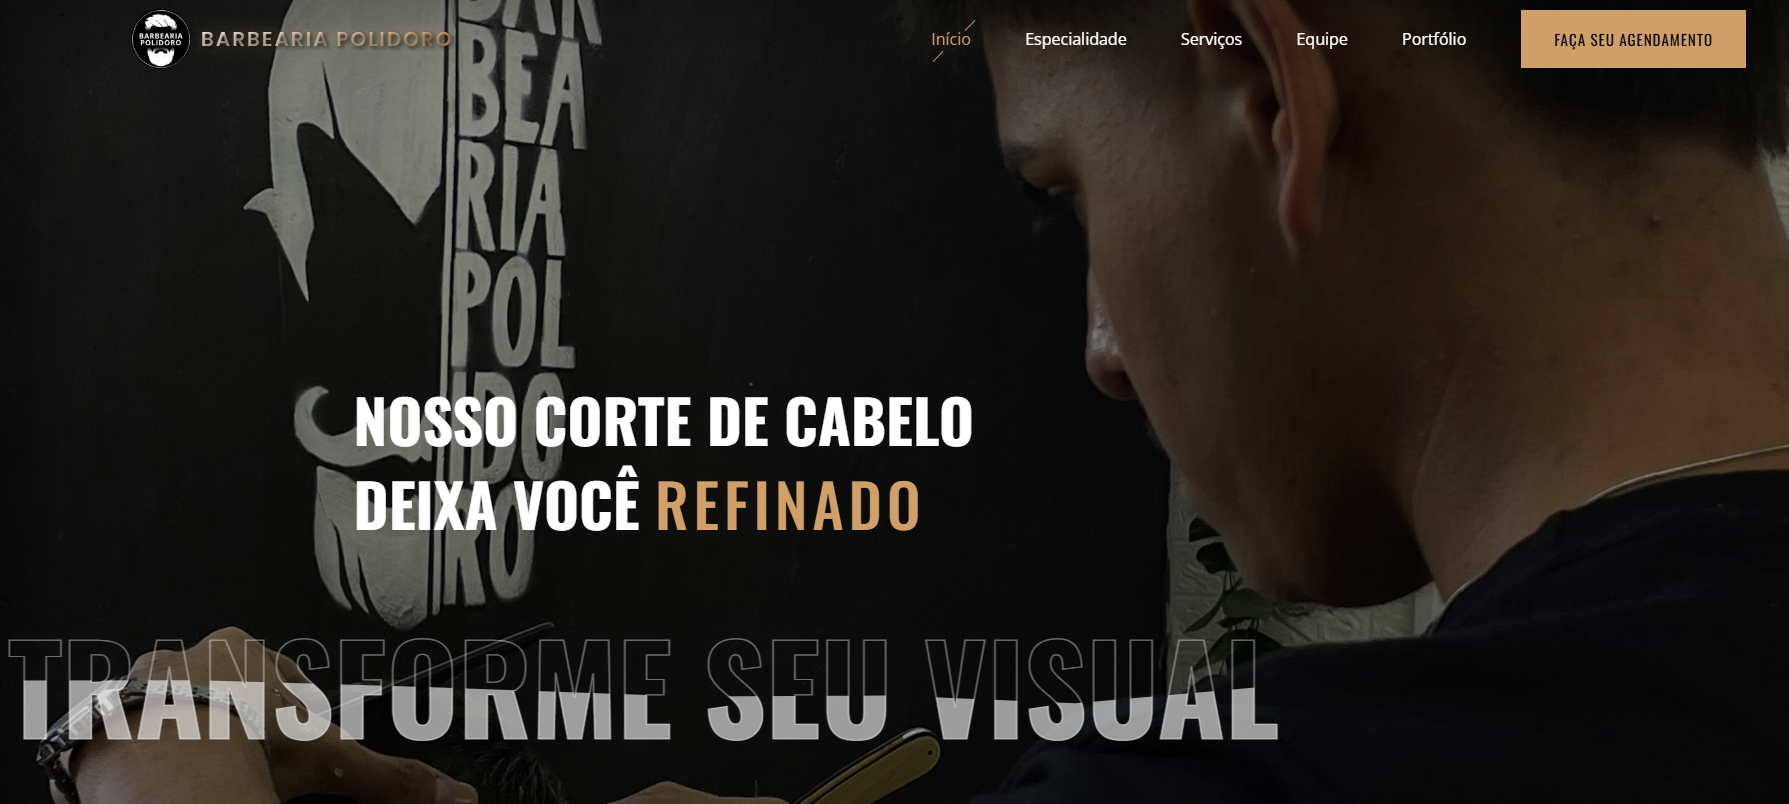 BARBEARIA
POLIDORO
BARBEARIA POLIDORO
Início
Especialidade
Serviços
Equipe
Portfólio
FAÇA SEU AGENDAMENTO
BAR
BEA
RIA
POL
IDO
RO
NOSSO CORTE DE CABELO
DEIXA VOCÊ REFINADO
TRANSFORME SEU VISUAL